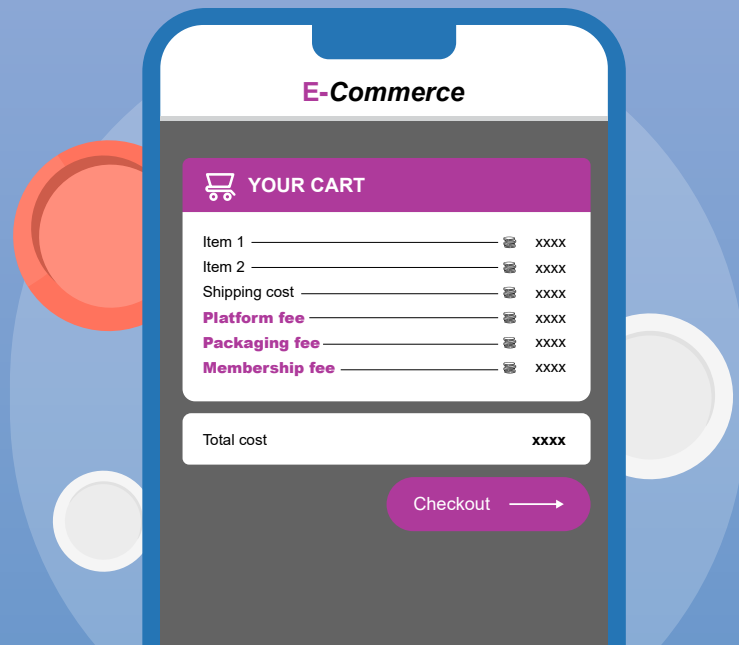 E-Commerce
YOUR CART
Item 1 xxxx
Item 2 xxxx
Shipping cost xxxx
Platform fee xxxx
Packaging fee xxxx
Membership fee xxxx
Total cost xxxx
Checkout